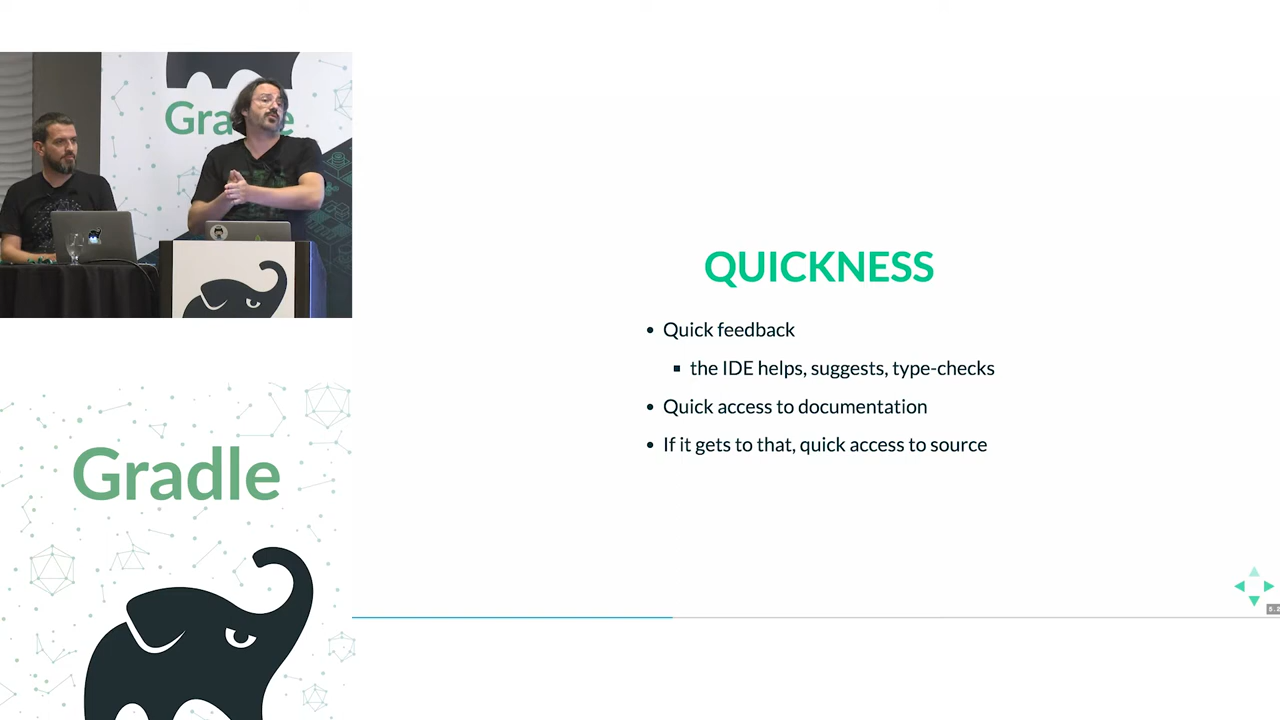 Gradle
QUICKNESS
• Quick feedback
▪ the IDE helps, suggests, type-checks
• Quick access to documentation
• If it gets to that, quick access to source
Gradle